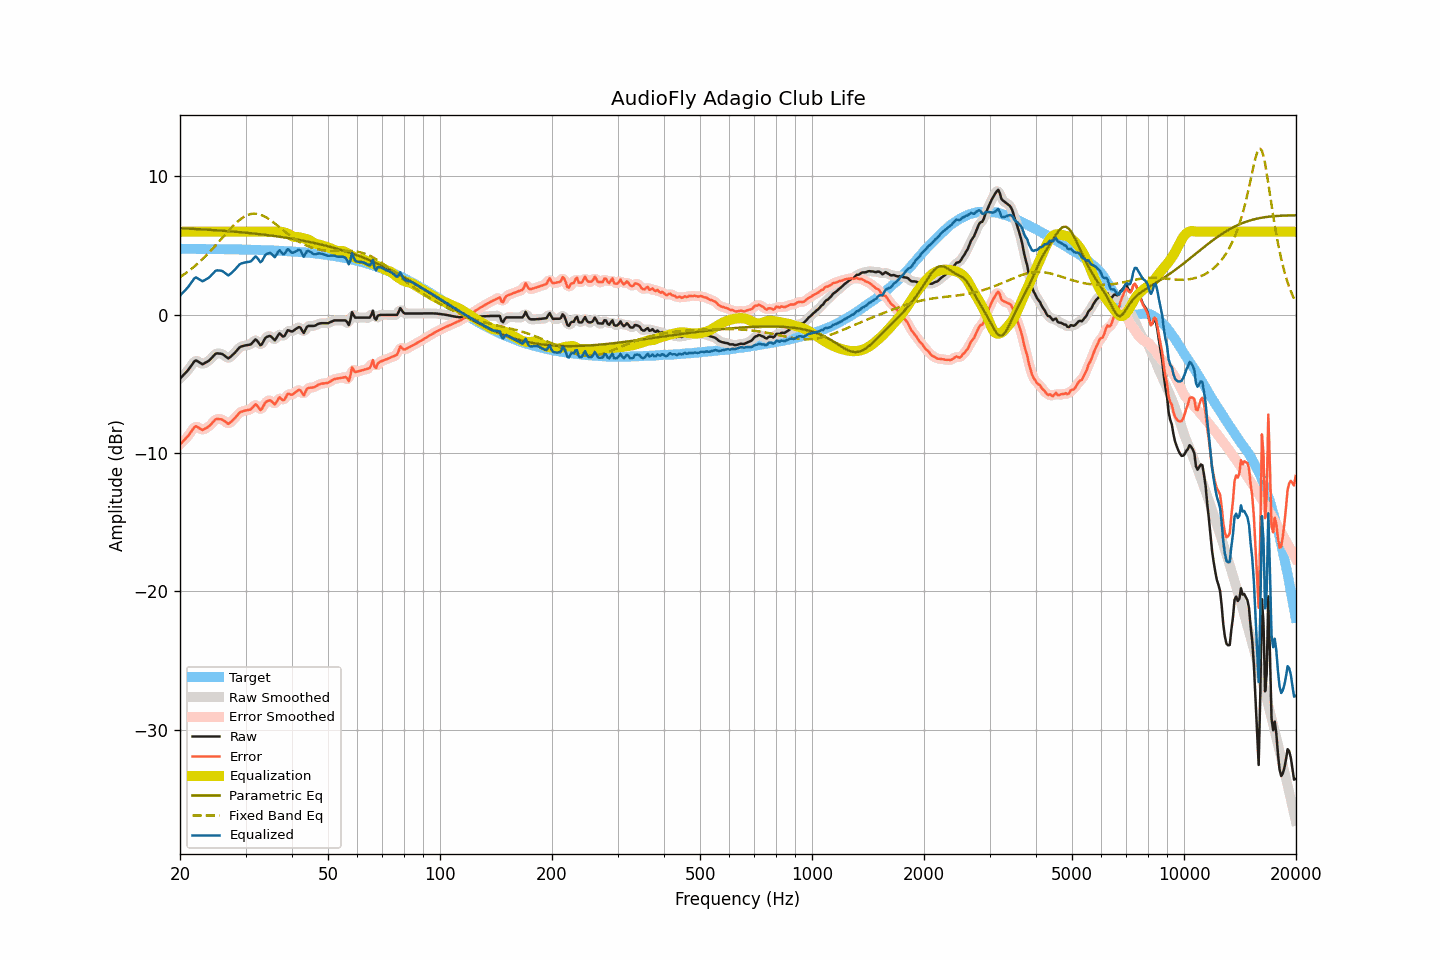 AudioFly Adagio Club Life
10
0
−10
−20
−30
Amplitude (dBr)
Target
Raw Smoothed
Error Smoothed
Raw
Error
Equalization
Parametric Eq
Fixed Band Eq
Equalized
20 50 100 200 500 1000 2000 5000 10000 20000
Frequency (Hz)